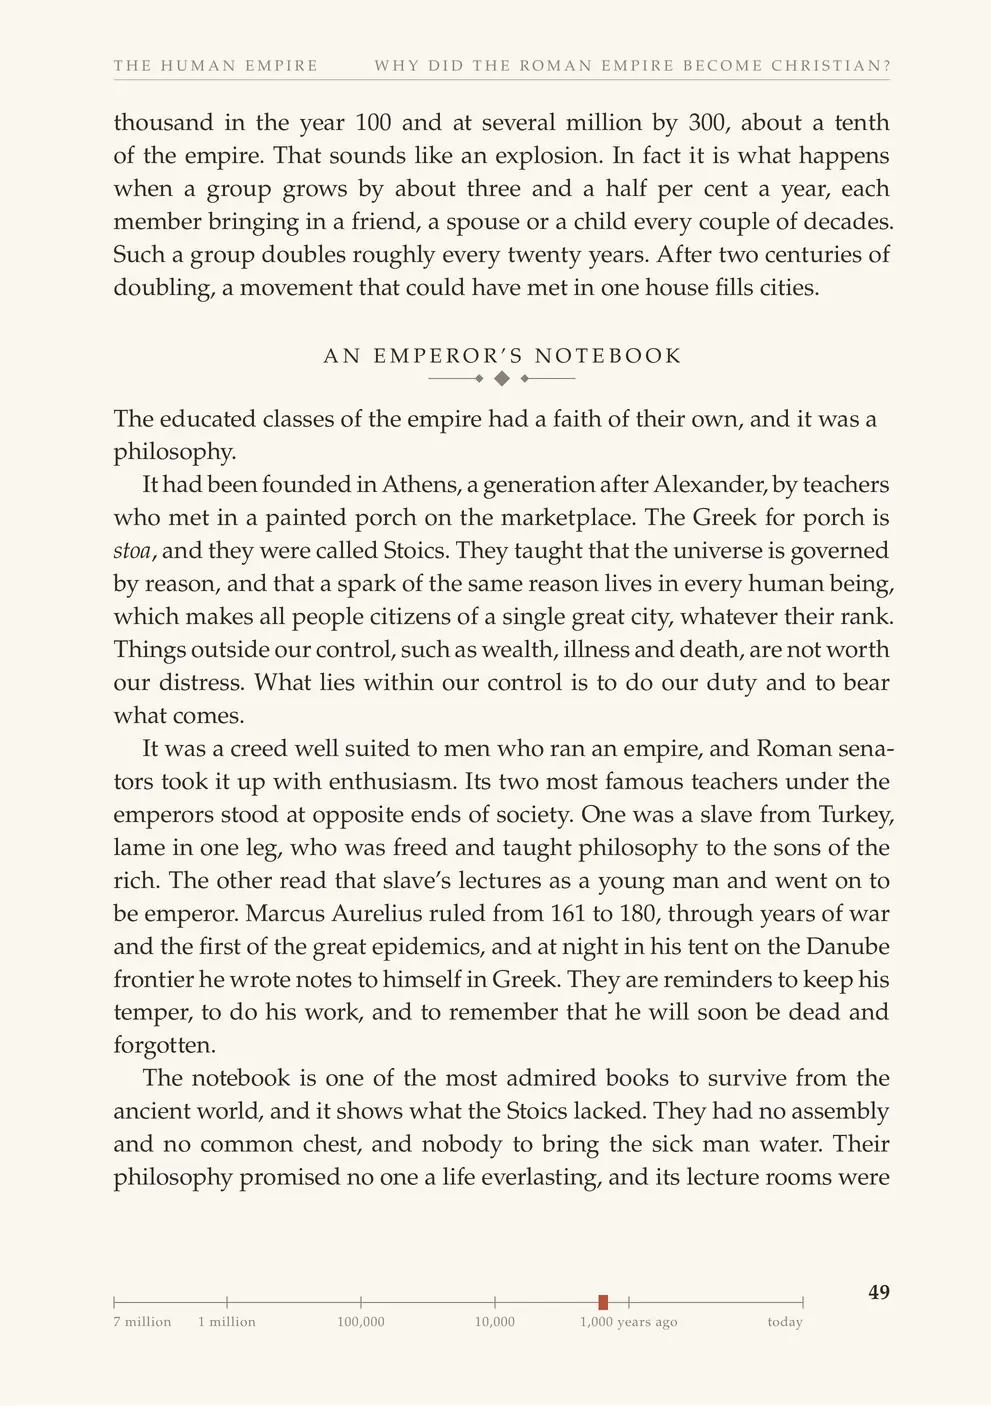 THE HUMAN EMPIRE WHY DID THE ROMAN EMPIRE BECOME CHRISTIAN?
thousand in the year 100 and at several million by 300, about a tenth
of the empire. That sounds like an explosion. In fact it is what happens
when a group grows by about three and a half per cent a year, each
member bringing in a friend, a spouse or a child every couple of decades.
Such a group doubles roughly every twenty years. After two centuries of
doubling, a movement that could have met in one house fills cities.
AN EMPEROR’S NOTEBOOK
The educated classes of the empire had a faith of their own, and it was a
philosophy.
It had been founded in Athens, a generation after Alexander, by teachers
who met in a painted porch on the marketplace. The Greek for porch is
stoa, and they were called Stoics. They taught that the universe is governed
by reason, and that a spark of the same reason lives in every human being,
which makes all people citizens of a single great city, whatever their rank.
Things outside our control, such as wealth, illness and death, are not worth
our distress. What lies within our control is to do our duty and to bear
what comes.
It was a creed well suited to men who ran an empire, and Roman sena-
tors took it up with enthusiasm. Its two most famous teachers under the
emperors stood at opposite ends of society. One was a slave from Turkey,
lame in one leg, who was freed and taught philosophy to the sons of the
rich. The other read that slave’s lectures as a young man and went on to
be emperor. Marcus Aurelius ruled from 161 to 180, through years of war
and the first of the great epidemics, and at night in his tent on the Danube
frontier he wrote notes to himself in Greek. They are reminders to keep his
temper, to do his work, and to remember that he will soon be dead and
forgotten.
The notebook is one of the most admired books to survive from the
ancient world, and it shows what the Stoics lacked. They had no assembly
and no common chest, and nobody to bring the sick man water. Their
philosophy promised no one a life everlasting, and its lecture rooms were
49
7 million 1 million 100,000 10,000 1,000 years ago today